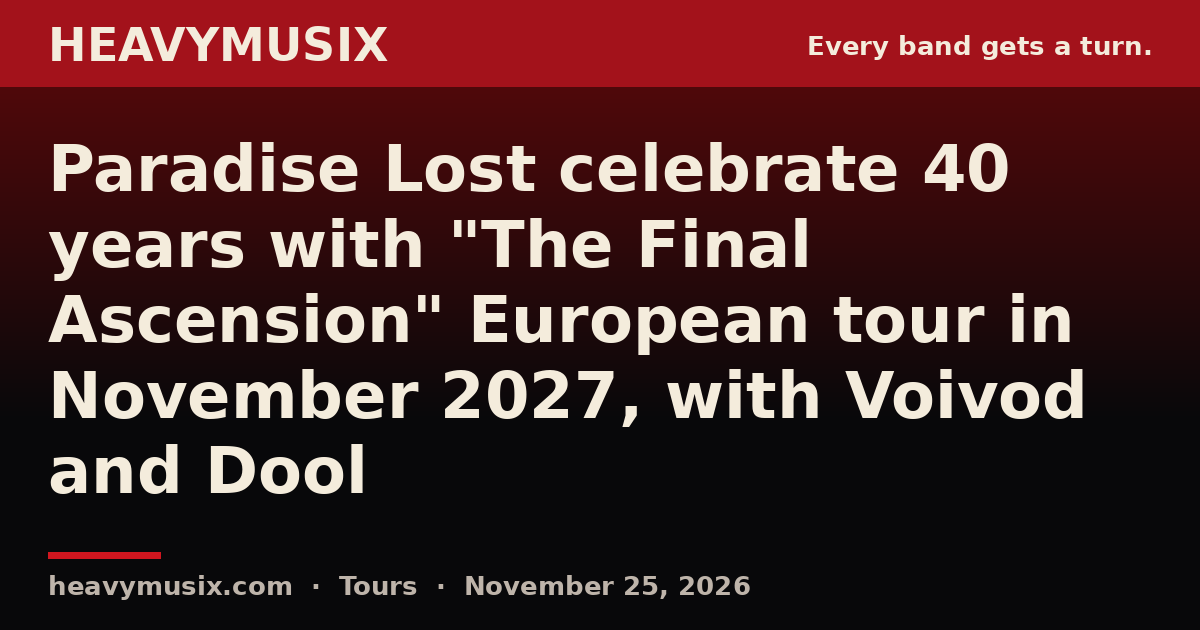 HEAVYMUSIX
Every band gets a turn.
Paradise Lost celebrate 40
years with "The Final
Ascension" European tour in
November 2027, with Voivod
and Dool
heavymusix.com · Tours · November 25, 2026